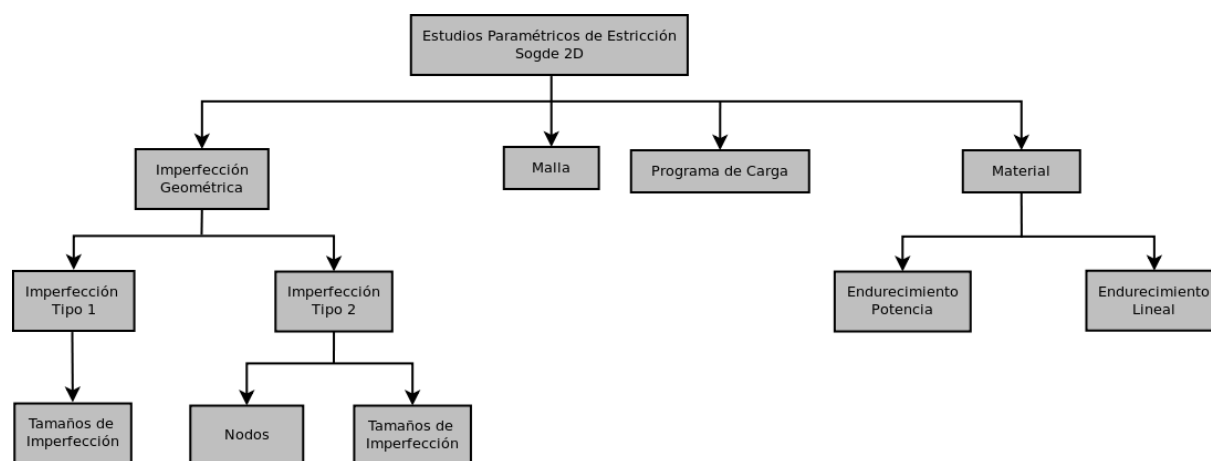 Estudios Paramétricos de Estricción
Sogde 2D
Imperfección
Geométrica
Malla
Programa de Carga
Material
Imperfección
Tipo 1
Imperfección
Tipo 2
Endurecimiento
Potencia
Endurecimiento
Lineal
Tamaños de
Imperfección
Nodos
Tamaños de
Imperfección